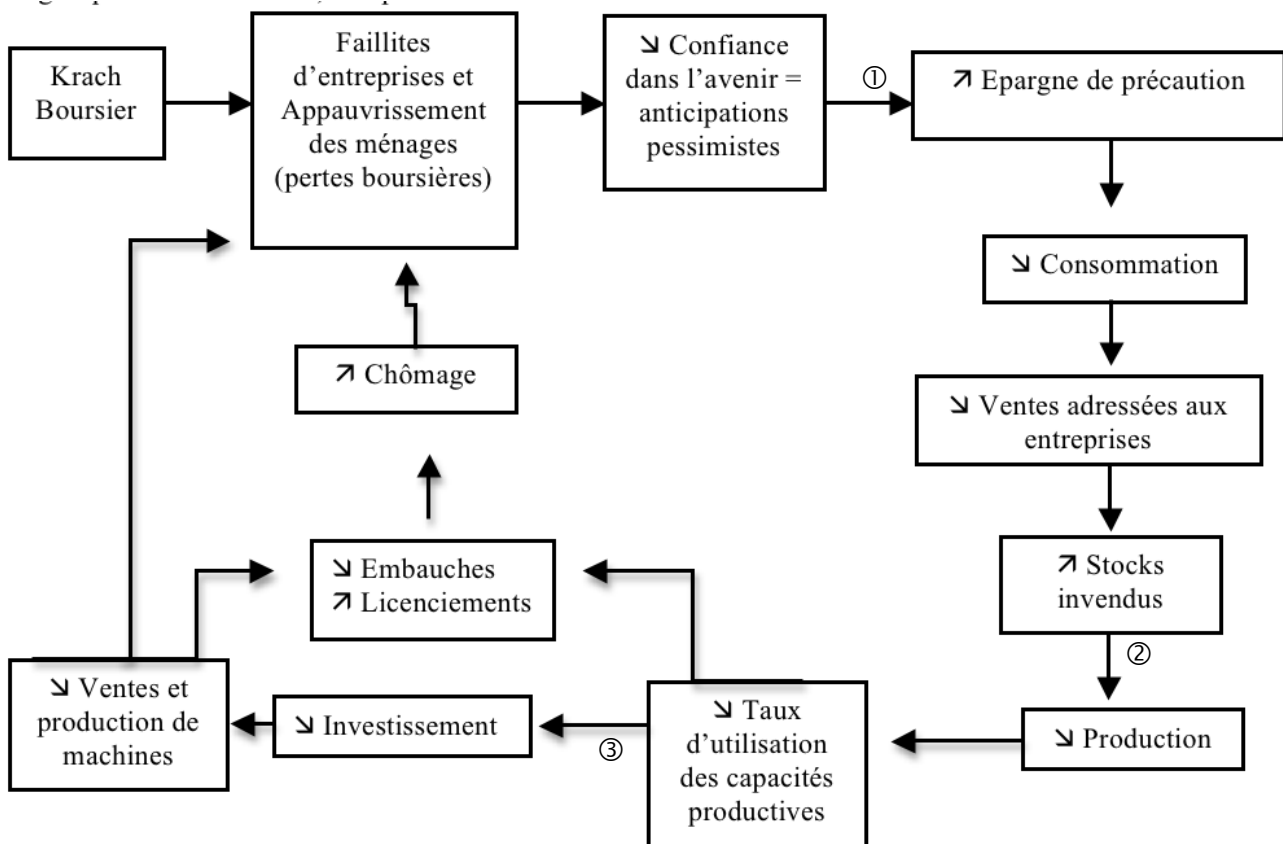 Krach
Boursier
Faillites
d'entreprises et
Appauvrissement
des ménages
(pertes boursières)
↘ Confiance
dans l'avenir =
anticipations
pessimistes
①
↗ Epargne de précaution
↘ Consommation
↘ Ventes adressées aux
entreprises
↗ Stocks
invendus
②
↘ Production
↘ Taux
d'utilisation
des capacités
productives
③
↘ Investissement
↘ Ventes et
production de
machines
↘ Embauches
↗ Licenciements
↗ Chômage